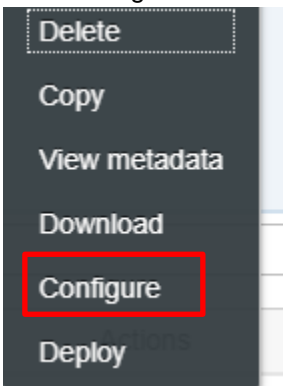 Delete
Copy
View metadata
Download
Configure
Deploy
Actions